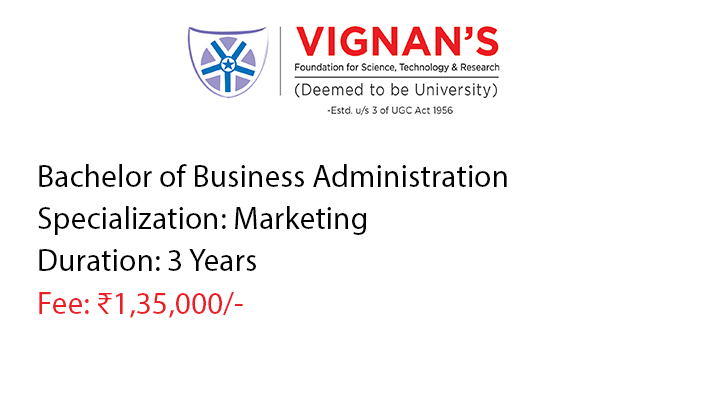 VIGNAN'S
Foundation for Science, Technology & Research
(Deemed to be University)
-Estd. u/s 3 of UGC Act 1956
Bachelor of Business Administration
Specialization: Marketing
Duration: 3 Years
Fee: ₹1,35,000/-